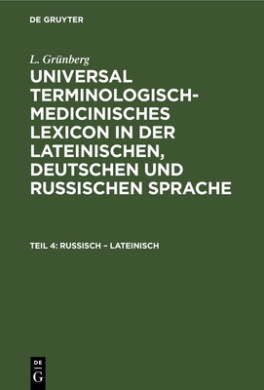 DE GRUYTER
L. Grünberg
UNIVERSAL
TERMINOLOGISCH-
MEDICINISCHES
LEXICON IN DER
LATEINISCHEN,
DEUTSCHEN UND
RUSSISCHEN SPRACHE
TEIL 4: RUSSISCH – LATEINISCH
DE
G